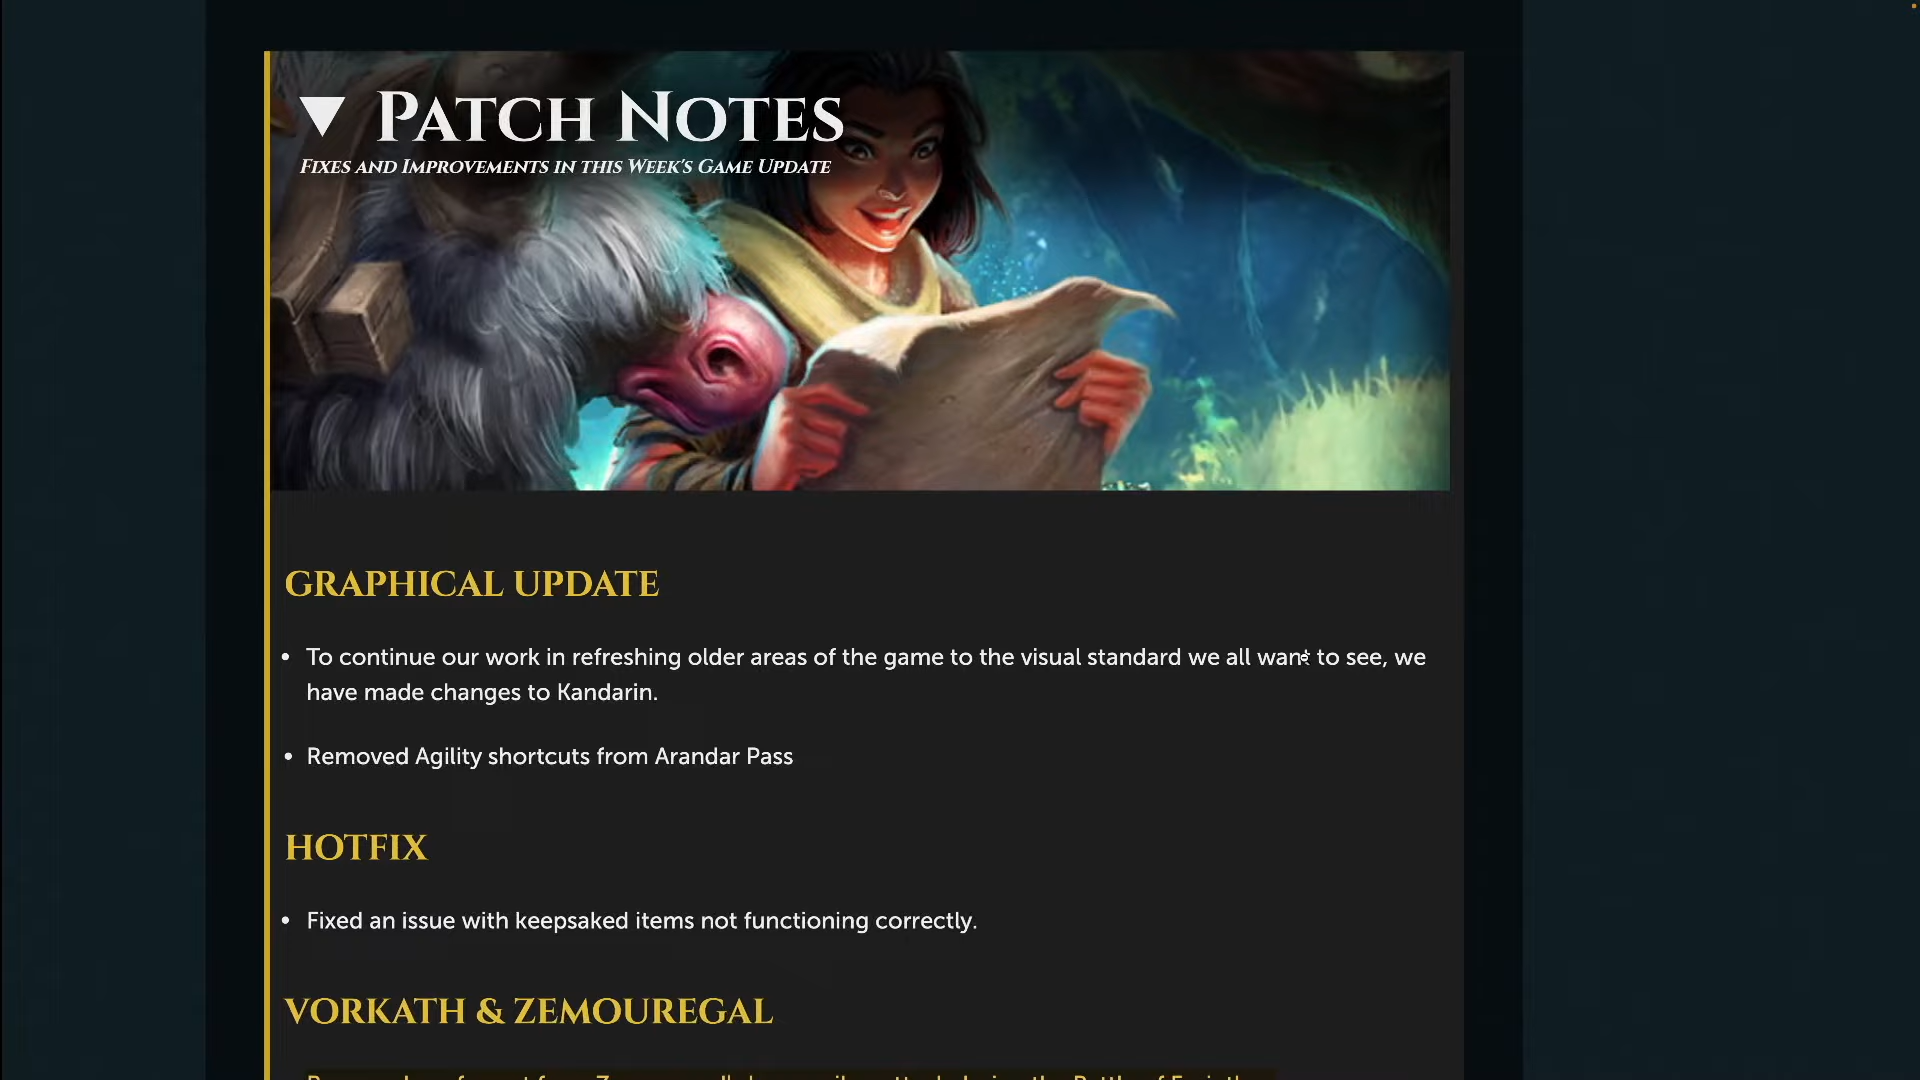 ▼ Patch Notes
Fixes and Improvements in this Week's Game Update
GRAPHICAL UPDATE
• To continue our work in refreshing older areas of the game to the visual standard we all want to see, we
have made changes to Kandarin.
• Removed Agility shortcuts from Arandar Pass
HOTFIX
• Fixed an issue with keepsaked items not functioning correctly.
VORKATH & ZEMOUREGAL